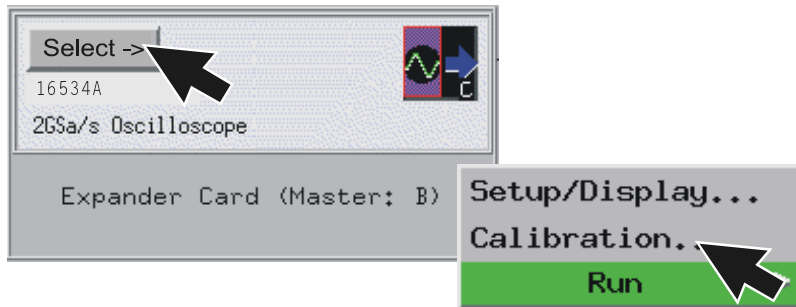 Select ->
16534A
C
2GSa/s Oscilloscope
Expander Card (Master: B)
Setup/Display...
Calibration..
Run